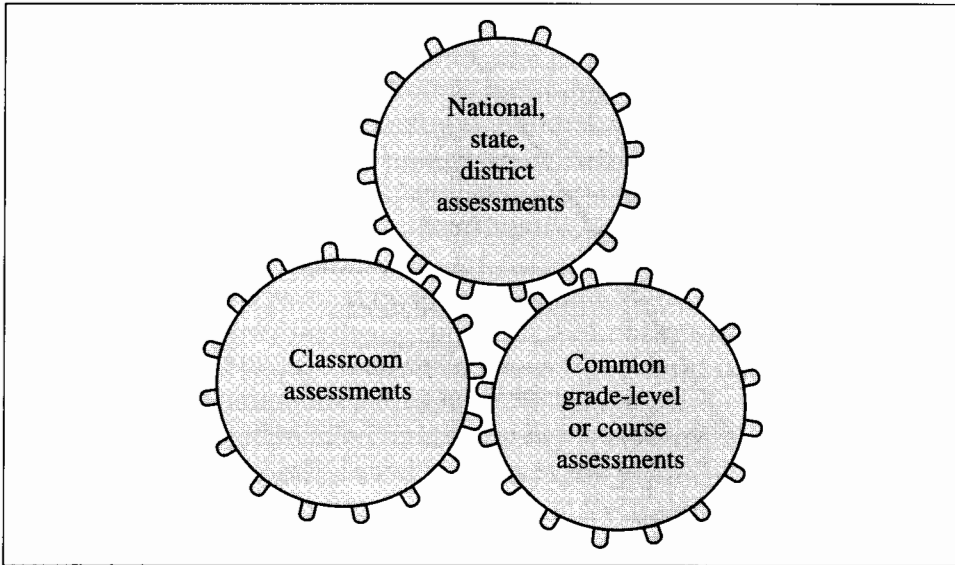 National,
state,
district
assessments
Classroom
assessments
Common
grade-level
or course
assessments